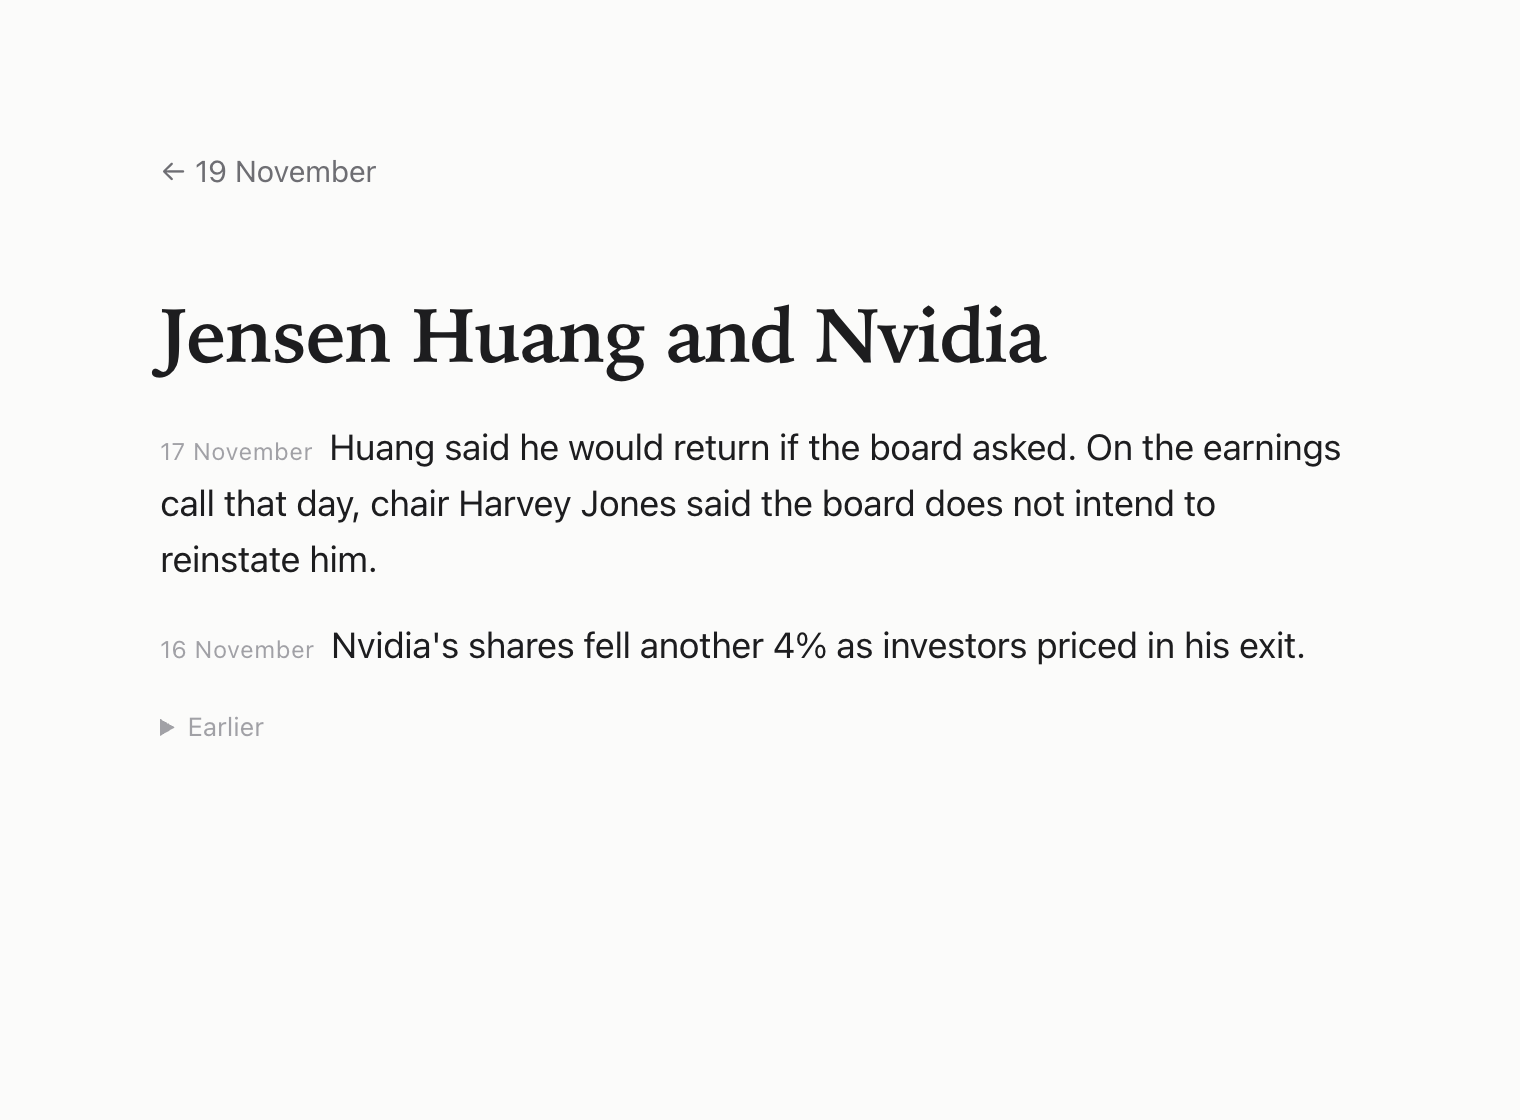 ← 19 November
Jensen Huang and Nvidia
17 November Huang said he would return if the board asked. On the earnings
call that day, chair Harvey Jones said the board does not intend to
reinstate him.
16 November Nvidia's shares fell another 4% as investors priced in his exit.
▶ Earlier